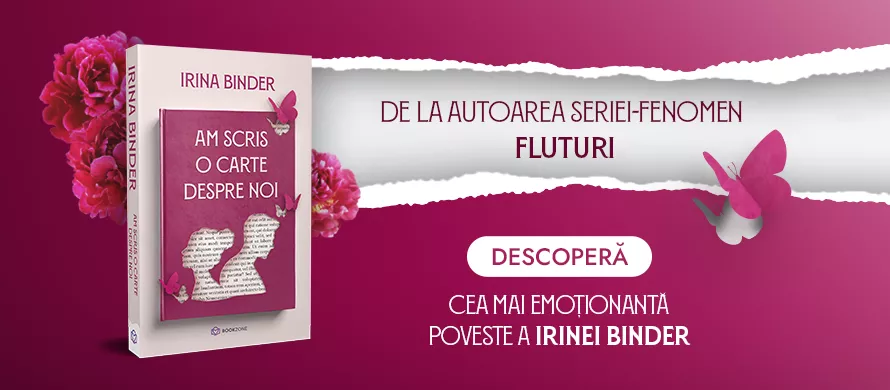 IRINA BINDER
AM SCRIS O CARTE
DESPRE NOI
IRINA BINDER
AM SCRIS
O CARTE
DESPRE NOI
BOOKZONE
DE LA AUTOAREA SERIEI-FENOMEN
FLUTURI
DESCOPERĂ
CEA MAI EMOȚIONANTĂ
POVESTE A IRINEI BINDER